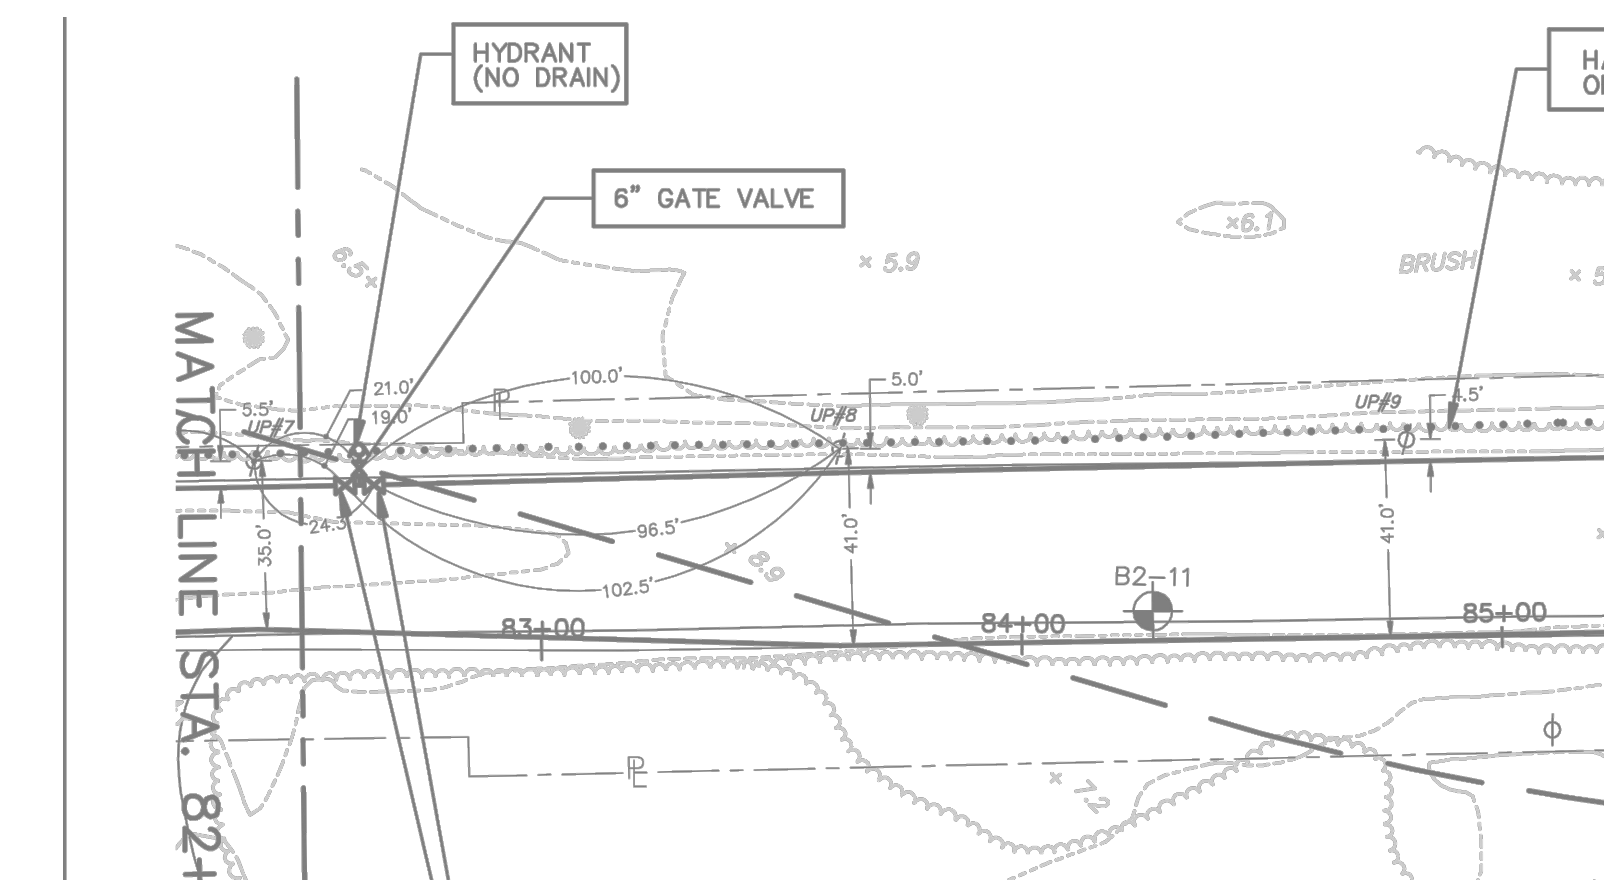 HYDRANT
(NO DRAIN)
6" GATE VALVE
6.5
5.9
6.1
BRUSH
MATCH LINE STA. 82+
5.5'
UP#7
21.0'
19.0'
PL
100.0'
UP#8
5.0'
UP#9
4.5'
24.3'
35.0'
96.5'
102.5'
41.0'
8.9
41.0'
B2-11
83+00
84+00
85+00
PL
7.2